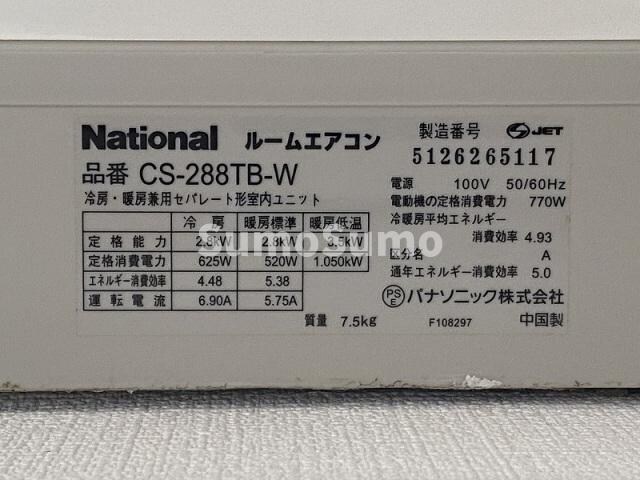 National ルームエアコン
品番 CS-288TB-W
冷房・暖房兼用セパレート形室内ユニット
冷房 暖房標準 暖房低温
定格能力 2.8kW 2.8kW 3.5kW
定格消費電力 625W 520W 1.050kW
エネルギー消費効率 4.48 5.38
運転電流 6.90A 5.75A
質量 7.5kg
製造番号 S JET
5126265117
電源 100V 50/60Hz
電動機の定格消費電力 770W
冷暖房平均エネルギー
消費効率 4.93
区分名 A
通年エネルギー消費効率 5.0
PSE パナソニック株式会社
F108297 中国製
SumoSumo